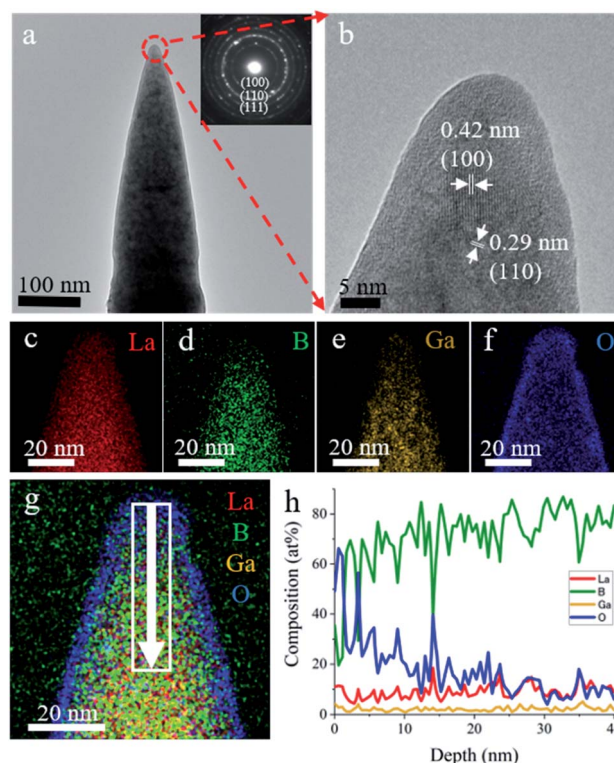 a
(100)
(110)
(111)
100 nm
b
0.42 nm
(100)
0.29 nm
(110)
5 nm
c
La
20 nm
d
B
20 nm
e
Ga
20 nm
f
O
20 nm
g
La
B
Ga
O
20 nm
h
Composition (at%)
80
60
40
20
0
0
10
20
30
40
Depth (nm)
La
B
Ga
O